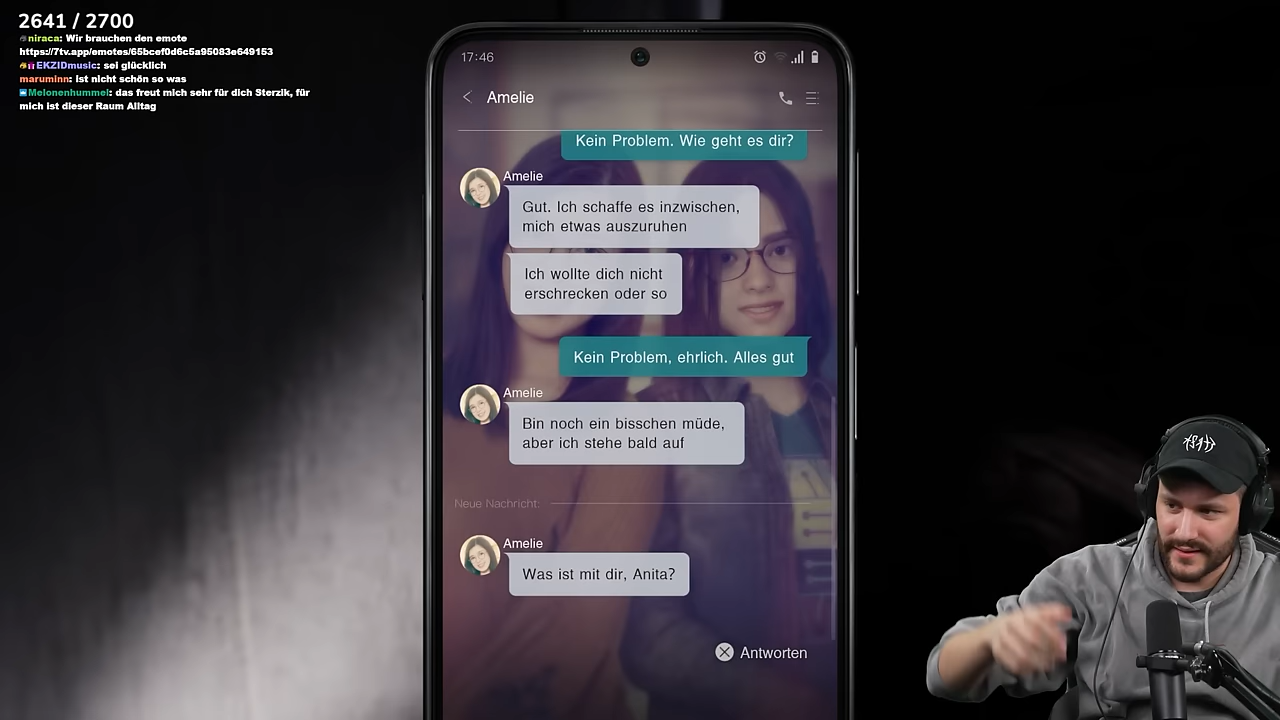 2641 / 2700
niraca: Wir brauchen den emote
https://7tv.app/emotes/65bcef0d6c5a95083e649153
EKZIDmusic: sei glücklich
maruminn: ist nicht schön so was
Melonenhummel: das freut mich sehr für dich Sterzik, für
mich ist dieser Raum Alltag
17:46
Amelie
Kein Problem. Wie geht es dir?
Amelie
Gut. Ich schaffe es inzwischen,
mich etwas auszuruhen
Ich wollte dich nicht
erschrecken oder so
Kein Problem, ehrlich. Alles gut
Amelie
Bin noch ein bisschen müde,
aber ich stehe bald auf
Neue Nachricht:
Amelie
Was ist mit dir, Anita?
Antworten